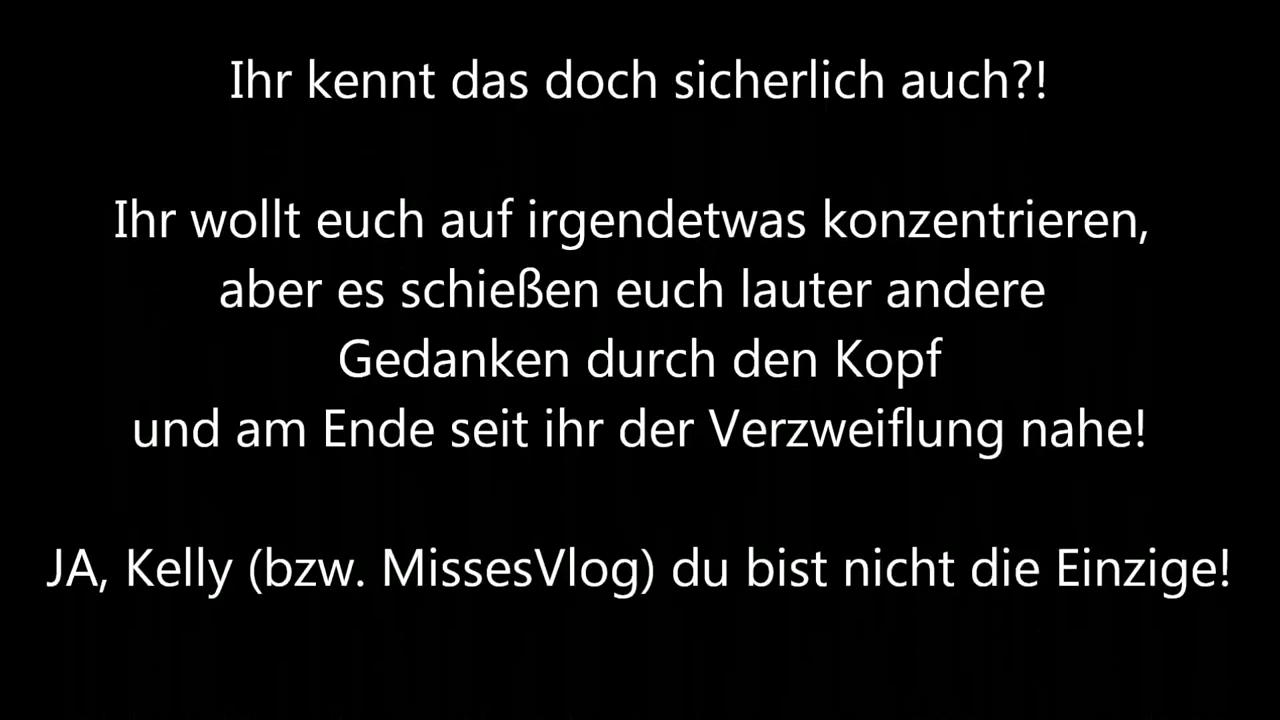 Ihr kennt das doch sicherlich auch?!
Ihr wollt euch auf irgendetwas konzentrieren,
aber es schießen euch lauter andere
Gedanken durch den Kopf
und am Ende seit ihr der Verzweiflung nahe!
JA, Kelly (bzw. MissesVlog) du bist nicht die Einzige!